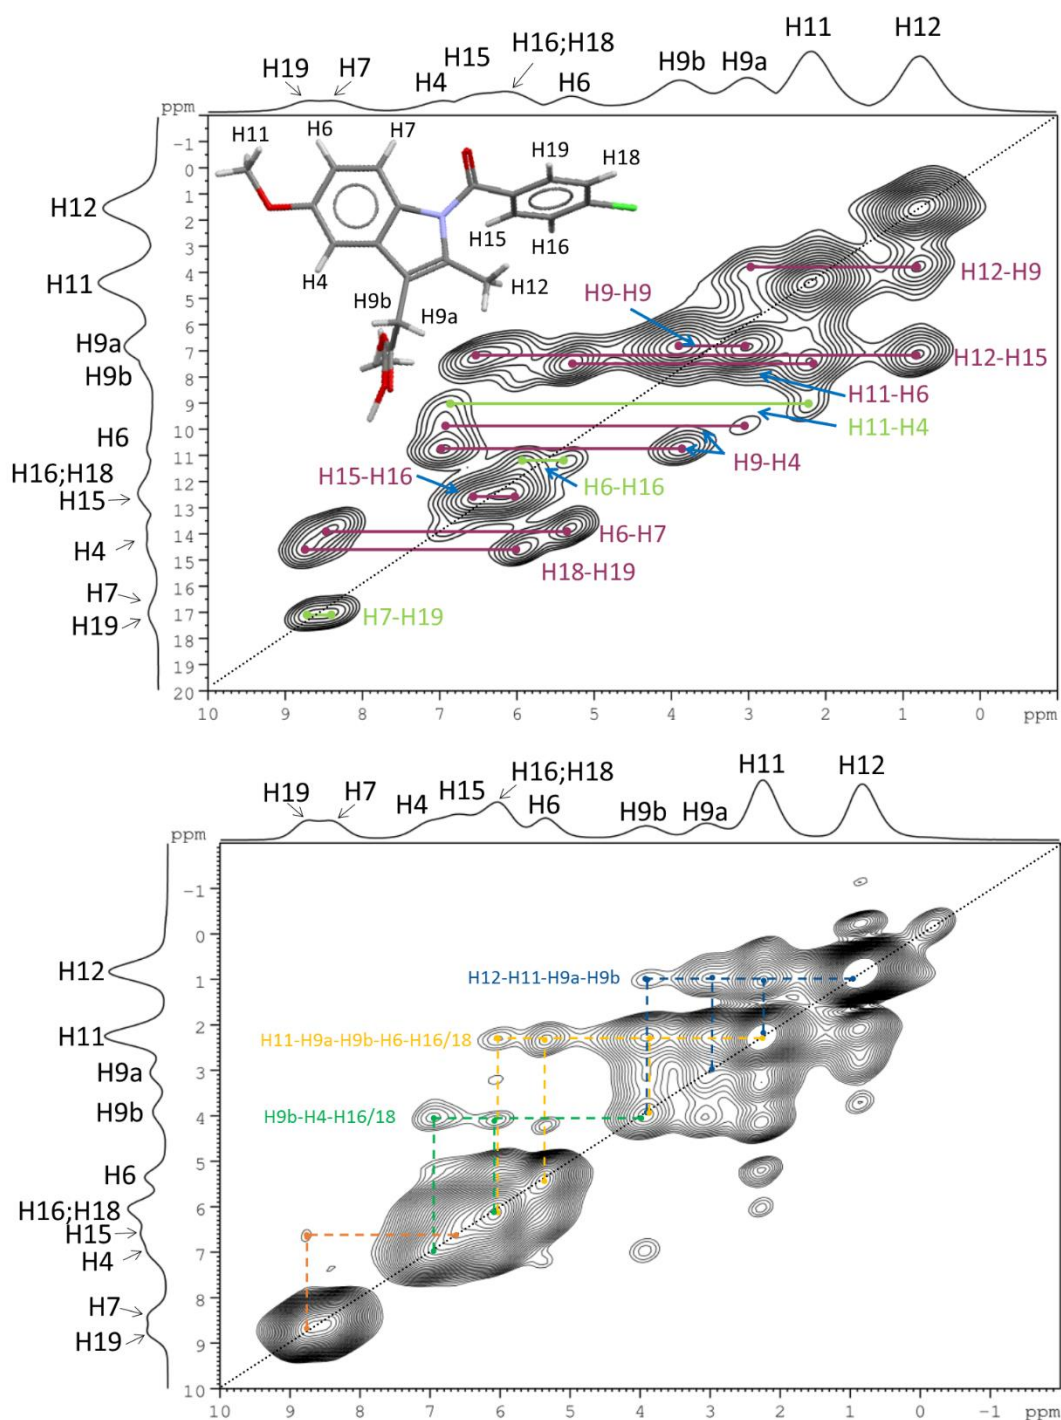 H11 H12
H16;H18
H15 H9b H9a
H19 H7 H4 H6
ppm ppm
H6 H7
H11 H19 H18
H15 H16
H4 H12
H9b H9a
-1
0
1
2
3
4
5
6
7
8
9
10
11
12
13
14
15
16
17
18
19
20
H12
H11
H9a
H9b
H6
H16;H18
H15
H4
H7
H19
H12-H9
H9-H9
H12-H15
H11-H6
H11-H4
H9-H4
H15-H16
H6-H16
H6-H7
H18-H19
H7-H19
10 9 8 7 6 5 4 3 2 1 0 ppm
H16;H18 H11 H12
H19 H7 H4 H15 H6 H9b H9a
ppm
-1
0
1
2
3
4
5
6
7
8
9
10
H12
H11
H9a
H9b
H6
H16;H18
H15
H4
H7
H19
H12-H11-H9a-H9b
H11-H9a-H9b-H6-H16/18
H9b-H4-H16/18
10 9 8 7 6 5 4 3 2 1 0 -1 ppm